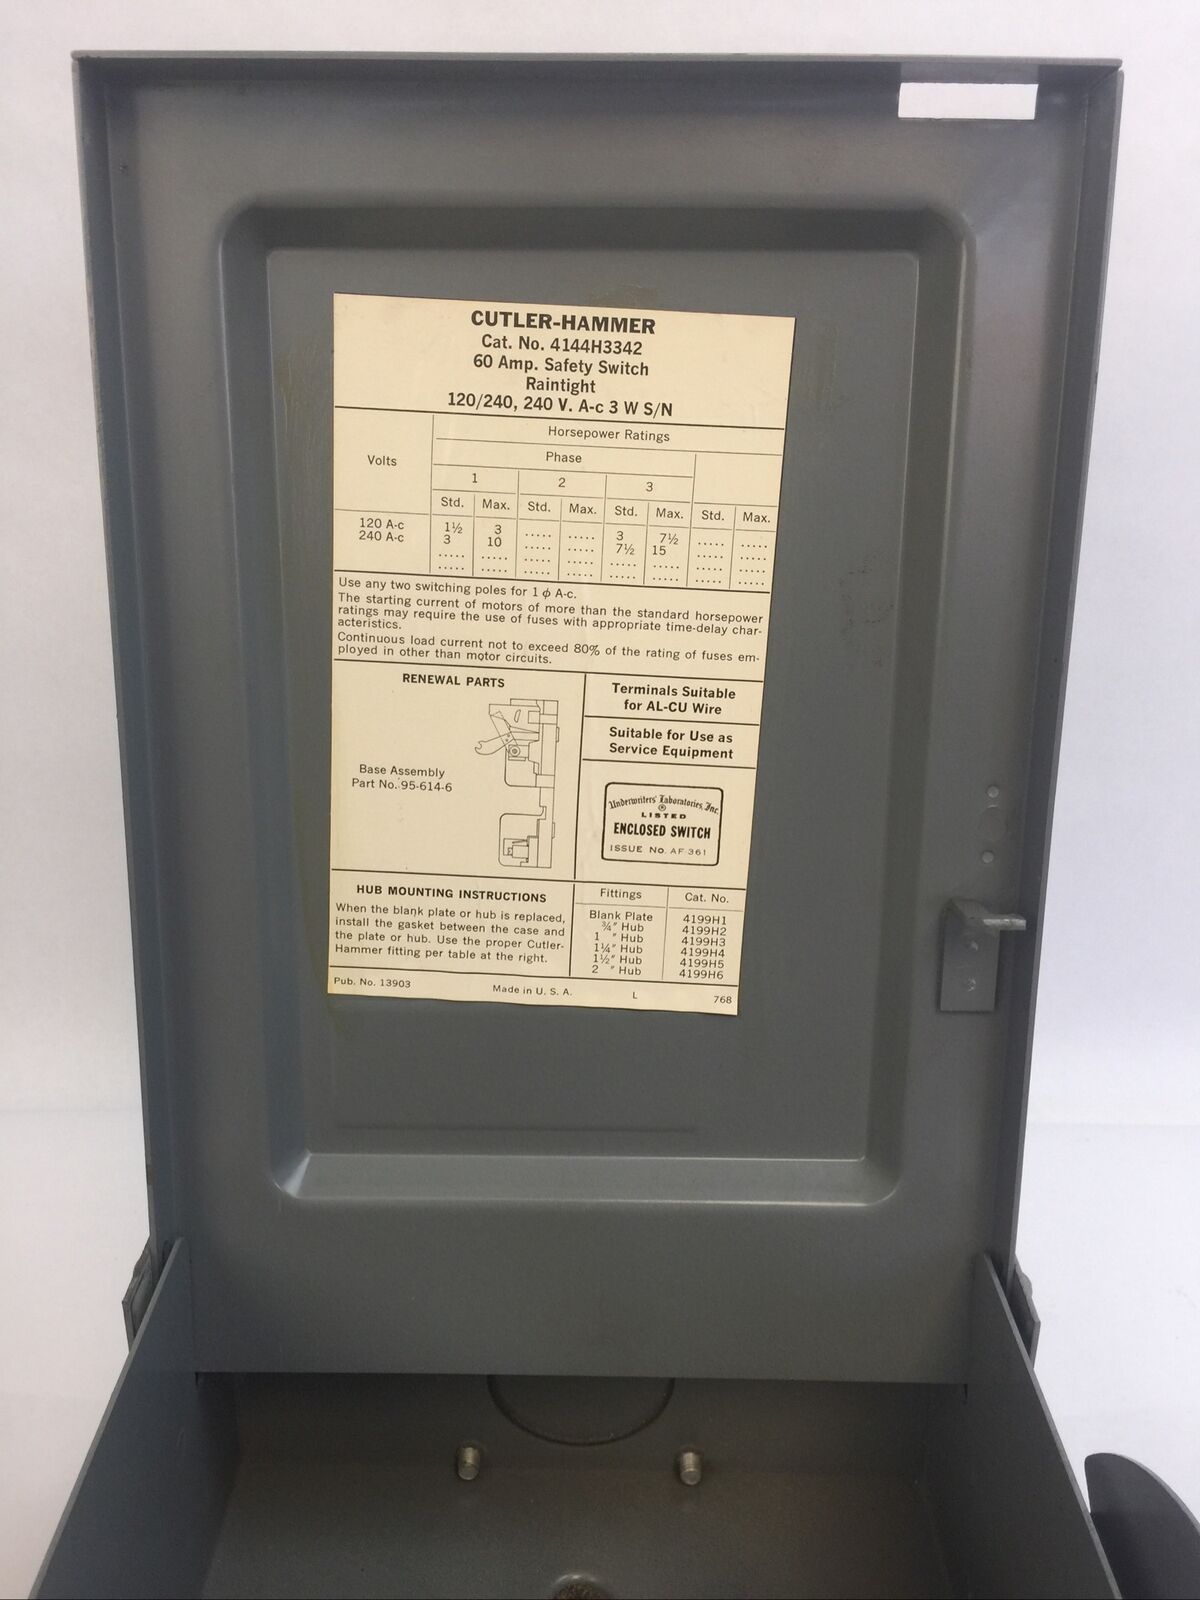 CUTLER-HAMMER
Cat. No. 4144H3342
60 Amp. Safety Switch
Raintight
120/240, 240 V. A-c 3 W S/N
Volts
Horsepower Ratings
Phase
1 2 3
Std. Max. Std. Max. Std. Max. Std. Max.
120 A-c 1½ 3 ..... ..... 3 7½ ..... .....
240 A-c 3 10 ..... ..... 7½ 15 ..... .....
..... ..... ..... ..... ..... ..... ..... .....
..... ..... ..... ..... ..... ..... ..... .....
Use any two switching poles for 1 ϕ A-c.
The starting current of motors of more than the standard horsepower
ratings may require the use of fuses with appropriate time-delay char-
acteristics.
Continuous load current not to exceed 80% of the rating of fuses em-
ployed in other than motor circuits.
RENEWAL PARTS
Base Assembly
Part No. 95-614-6
Terminals Suitable
for AL-CU Wire
Suitable for Use as
Service Equipment
Underwriters' Laboratories, Inc.
®
LISTED
ENCLOSED SWITCH
ISSUE No. AF-361
HUB MOUNTING INSTRUCTIONS
When the blank plate or hub is replaced,
install the gasket between the case and
the plate or hub. Use the proper Cutler-
Hammer fitting per table at the right.
Fittings Cat. No.
Blank Plate 4199H1
¾" Hub 4199H2
1 " Hub 4199H3
1¼" Hub 4199H4
1½" Hub 4199H5
2 " Hub 4199H6
Pub. No. 13903 Made in U. S. A. L 768